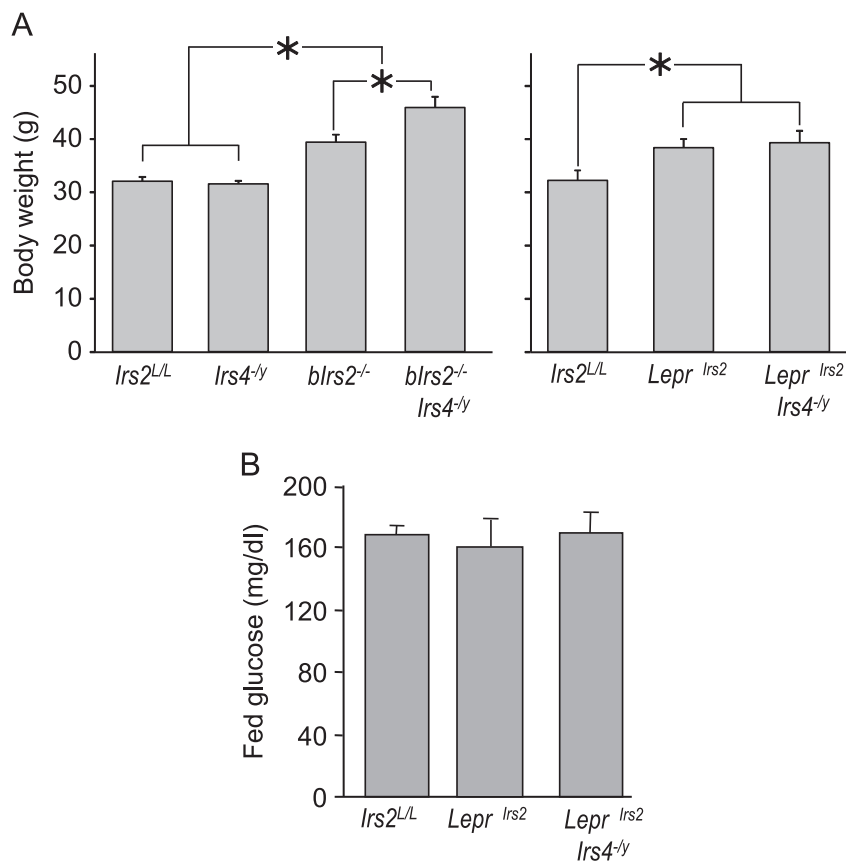 A
Body weight (g)
50
40
30
20
10
0
*
*
*
Irs2L/L
Irs4-/y
bIrs2-/-
bIrs2-/-
Irs4-/y
Irs2L/L
Lepr Irs2
Lepr Irs2
Irs4-/y
B
Fed glucose (mg/dl)
200
160
120
80
40
0
Irs2L/L
Lepr Irs2
Lepr Irs2
Irs4-/y